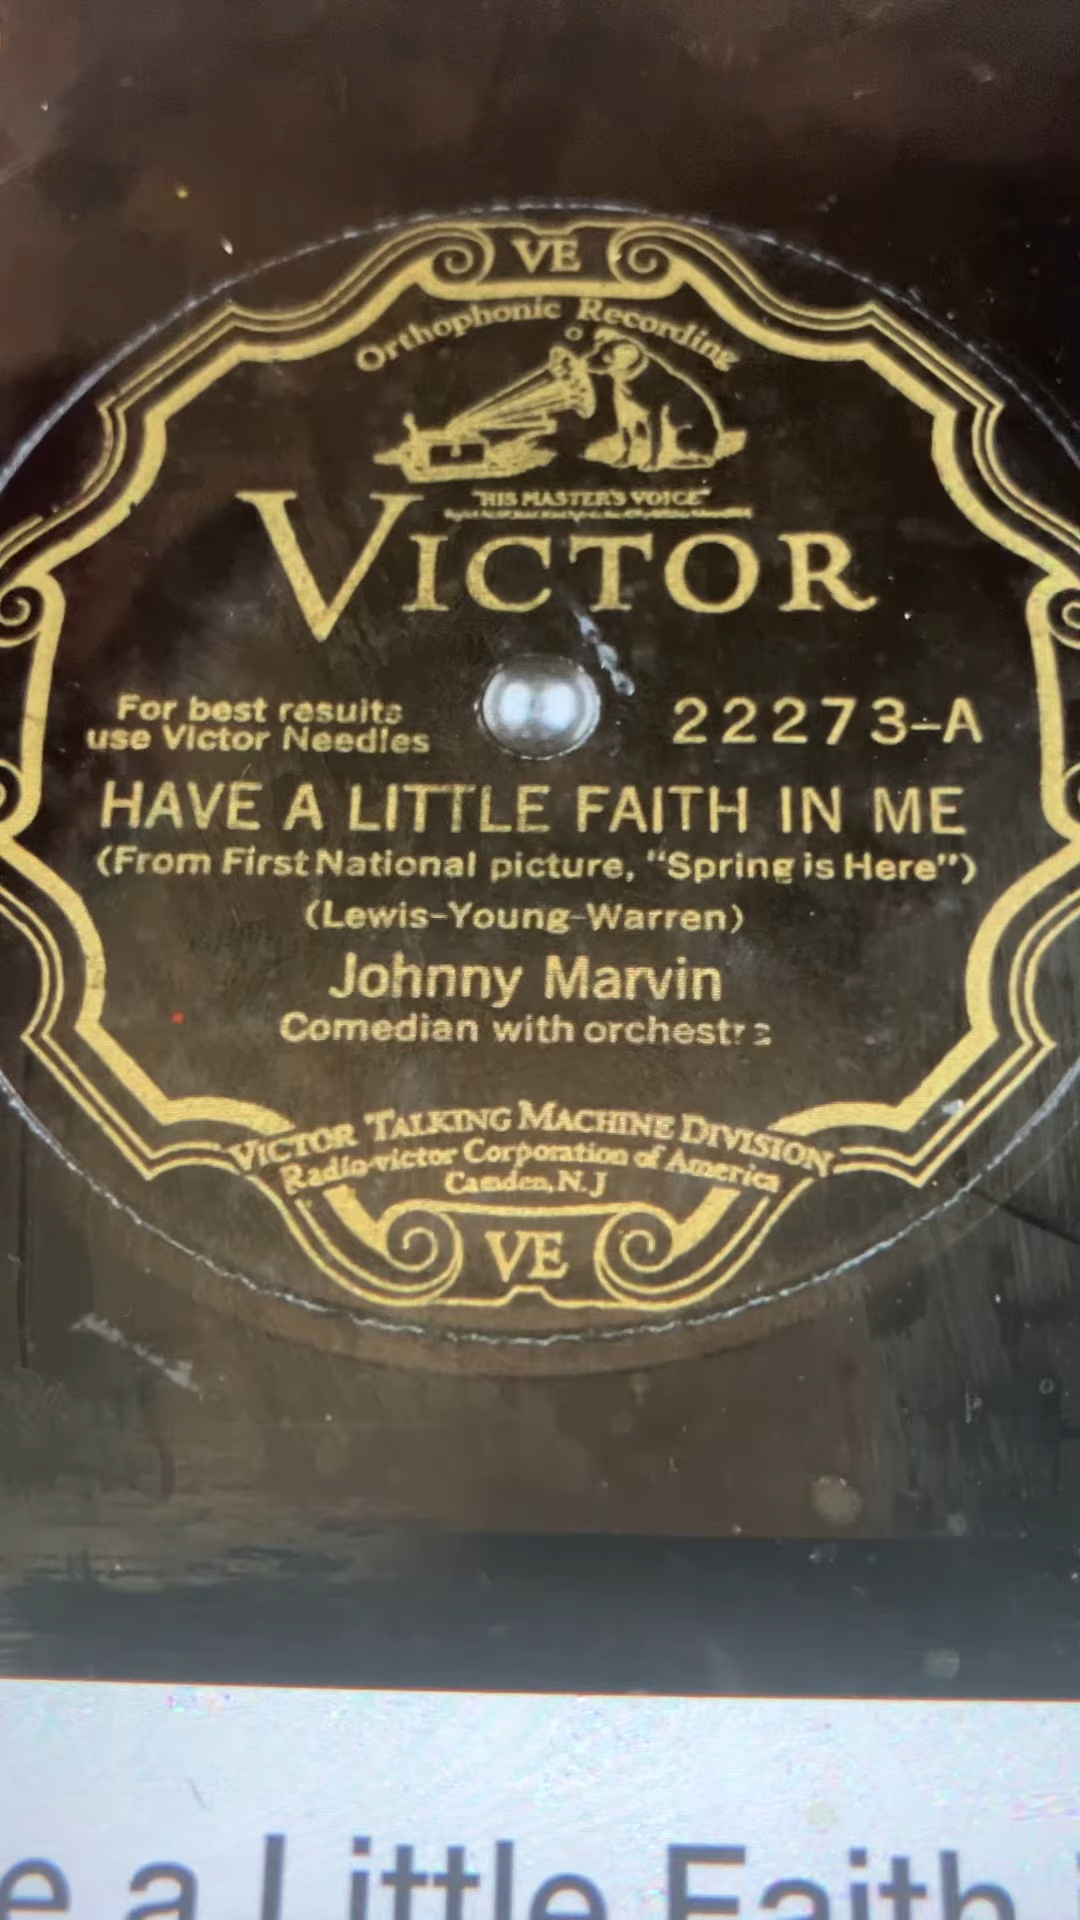 VE
Orthophonic Recording
"HIS MASTER'S VOICE"
VICTOR
For best results
use Victor Needles
22273-A
HAVE A LITTLE FAITH IN ME
(From First National picture, "Spring is Here")
(Lewis-Young-Warren)
Johnny Marvin
Comedian with orchestra
VICTOR TALKING MACHINE DIVISION
Radio-Victor Corporation of America
Camden, N. J
VE
a Little Faith